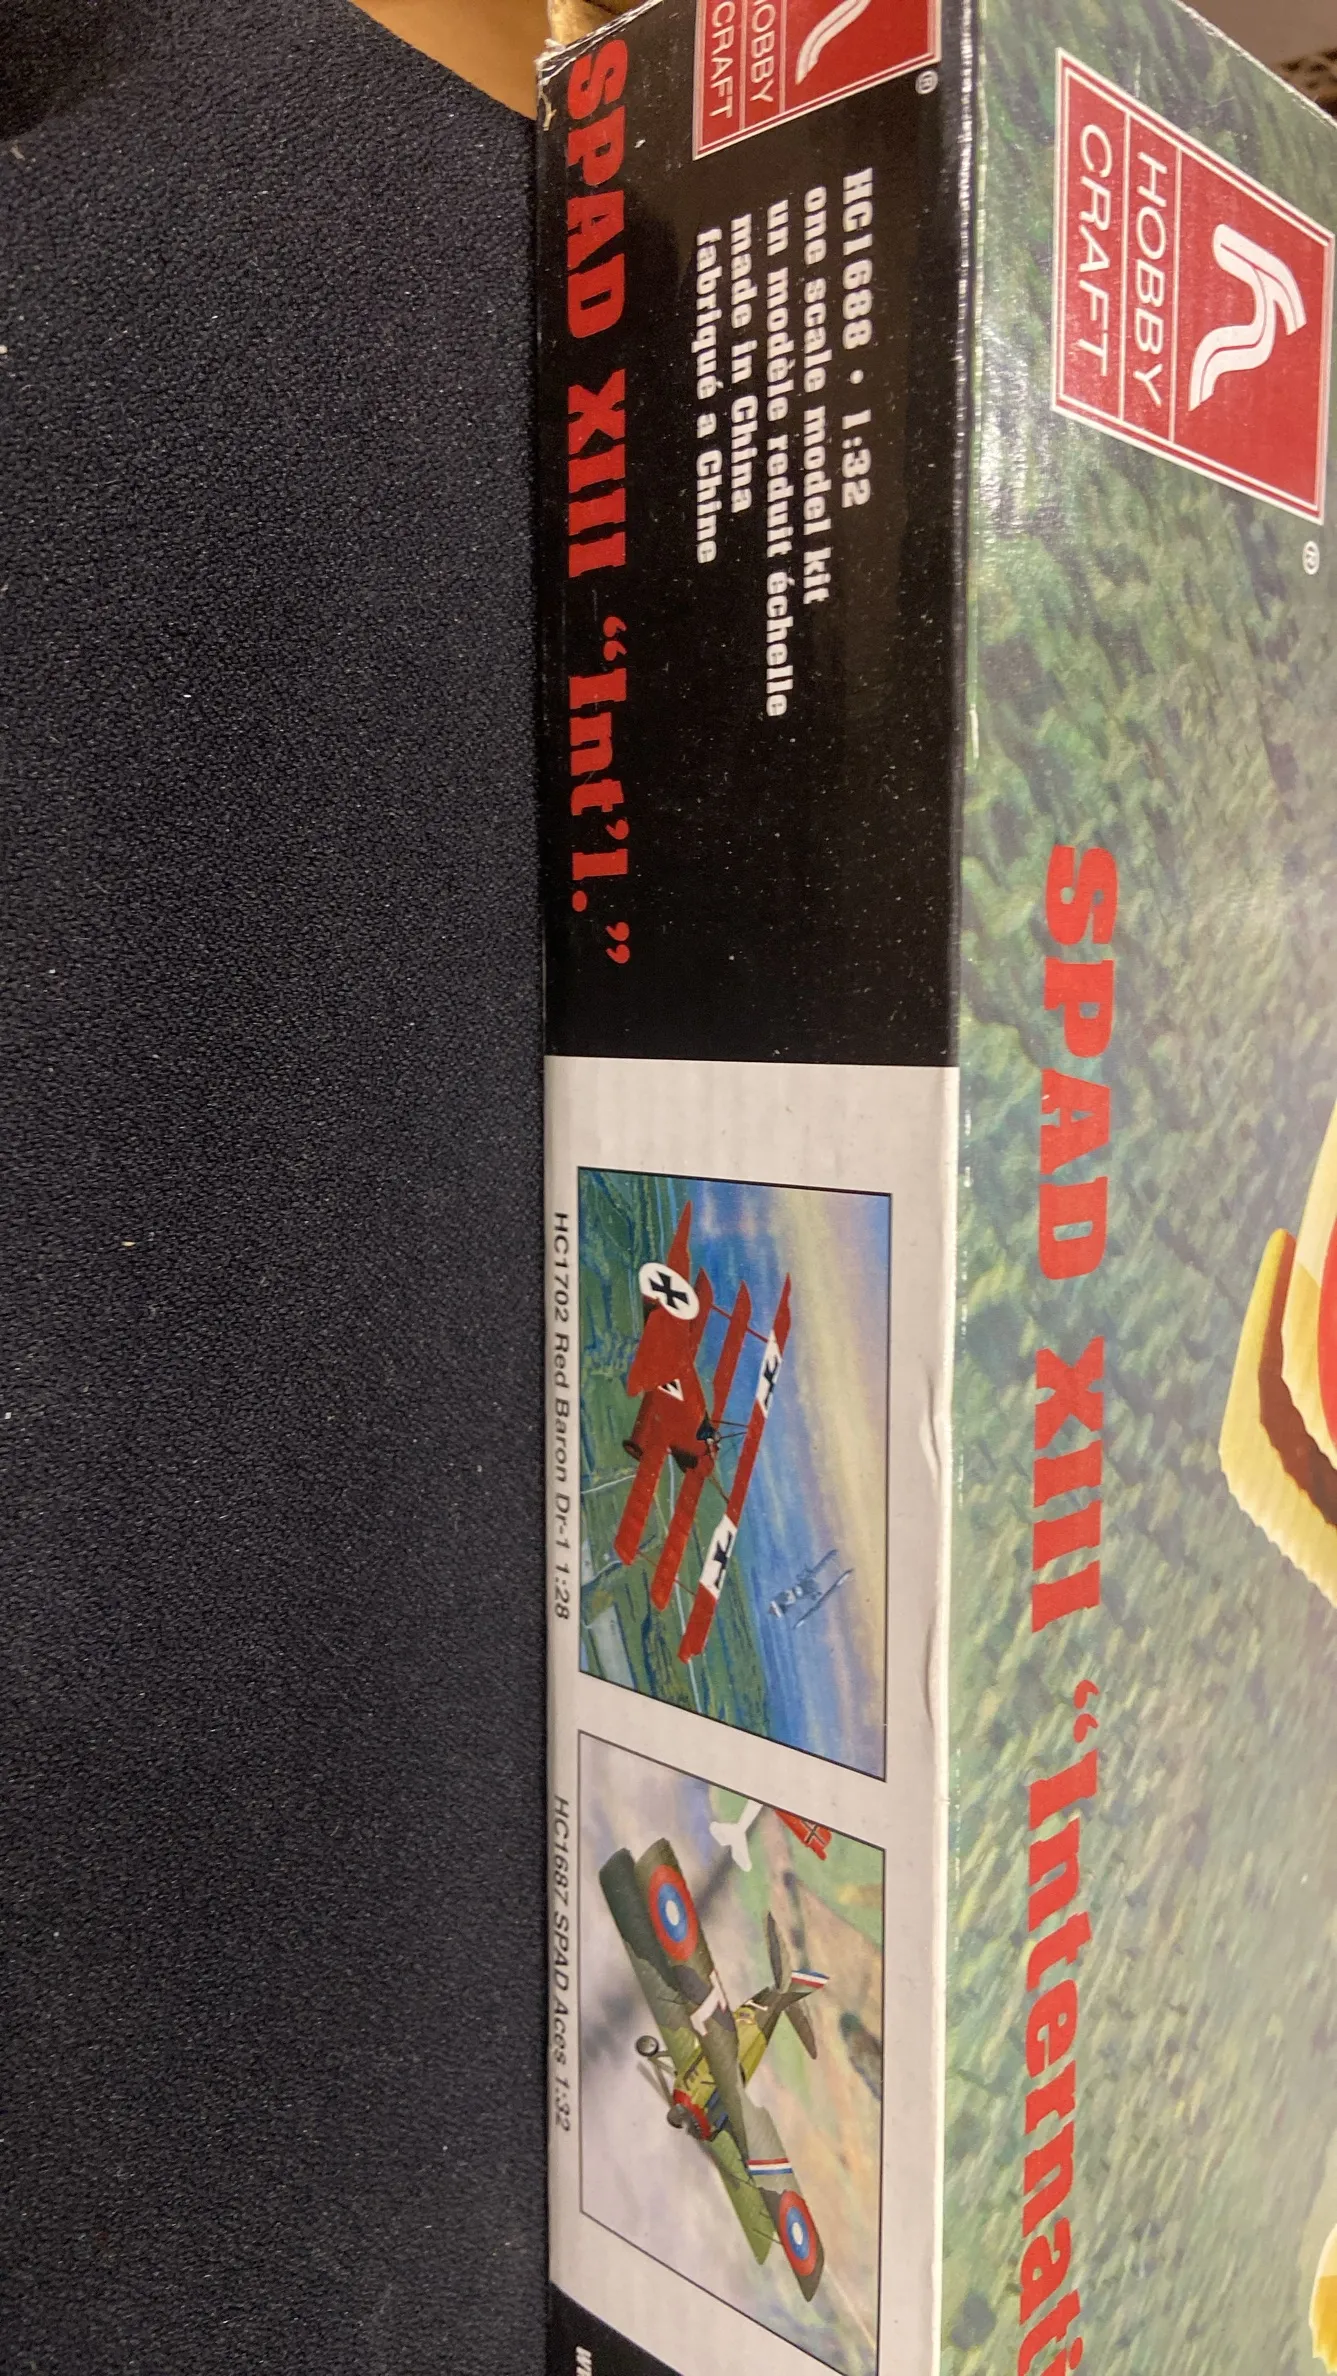 HOBBY
CRAFT
®
HC1688 • 1:32
one scale model kit
un modèle reduit échelle
made in China
fabriqué a Chine
SPAD XIII “Int’l.”
HOBBY
CRAFT
®
SPAD XIII “Internati
HC1702 Red Baron Dr-1 1:28
HC1687 SPAD Aces 1:32